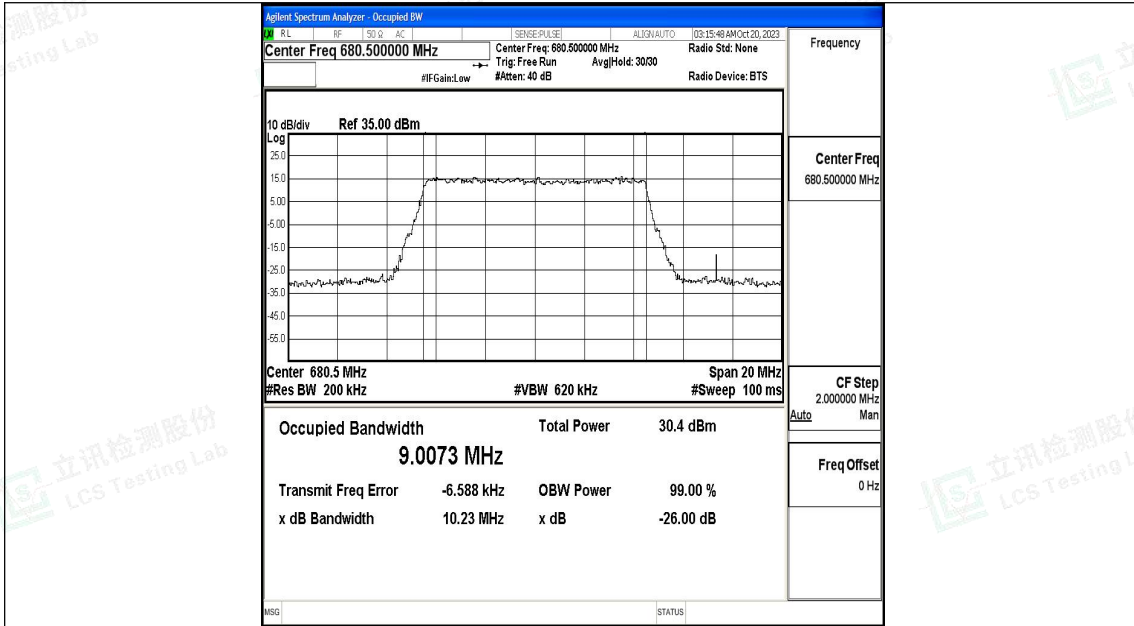 Agilent Spectrum Analyzer - Occupied BW
LXI RL RF 50 Ω AC SENSE:PULSE ALIGNAUTO 03:15:48 AM Oct 20, 2023
Center Freq 680.500000 MHz
Center Freq: 680.500000 MHz
Radio Std: None
Trig: Free Run Avg|Hold: 30/30
#IFGain:Low #Atten: 40 dB Radio Device: BTS
Frequency
10 dB/div Ref 35.00 dBm
Log
25.0
15.0
5.00
-5.00
-15.0
-25.0
-35.0
-45.0
-55.0
Center 680.5 MHz Span 20 MHz
#Res BW 200 kHz #VBW 620 kHz #Sweep 100 ms
Center Freq
680.500000 MHz
CF Step
2.000000 MHz
Auto Man
Freq Offset
0 Hz
Occupied Bandwidth Total Power 30.4 dBm
9.0073 MHz
Transmit Freq Error -6.588 kHz OBW Power 99.00 %
x dB Bandwidth 10.23 MHz x dB -26.00 dB
MSG STATUS
检测股份
Testing Lab
立讯检测股份
LCS Testing Lab
立讯检测股份
LCS Testing L
立